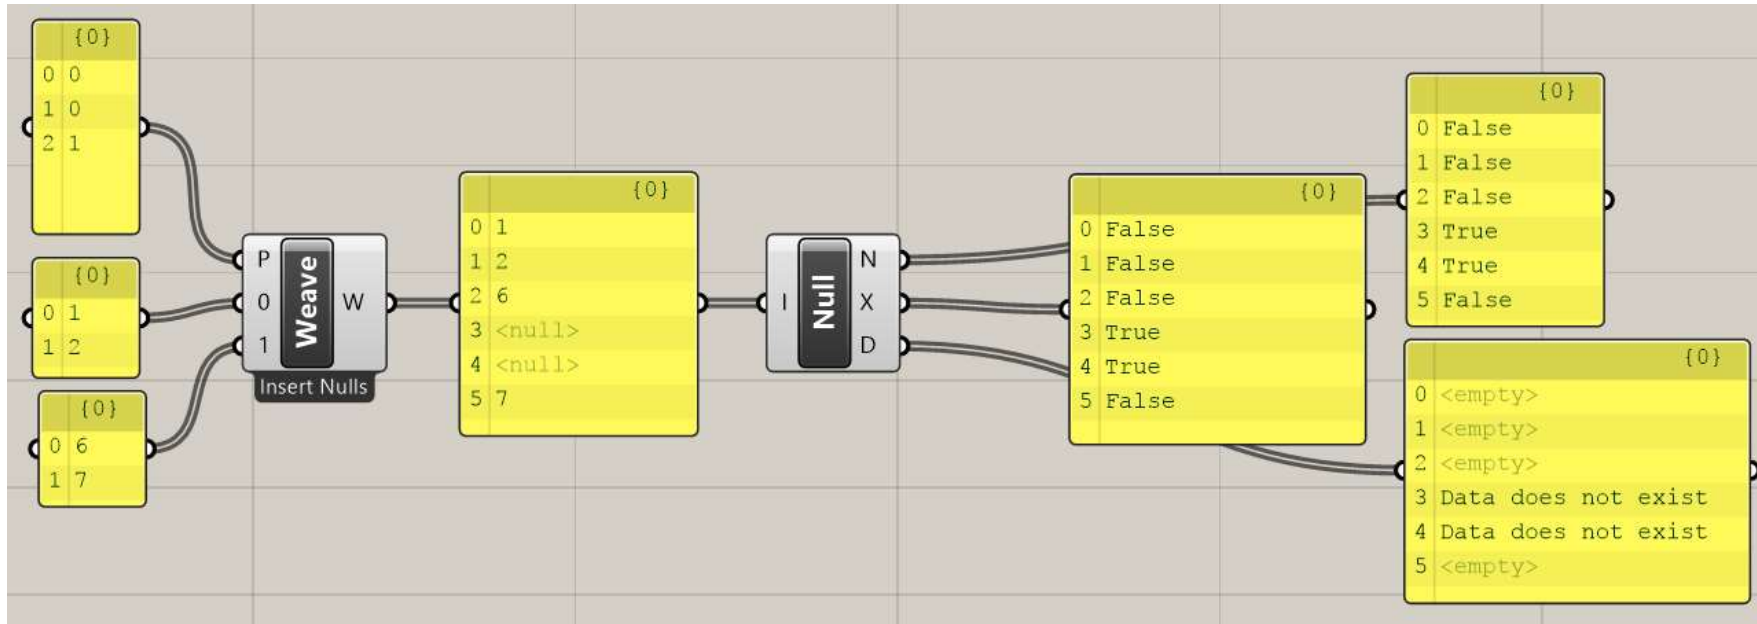 {0}
0 0
1 0
2 1
{0}
0 1
1 2
{0}
0 6
1 7
P
0
1
Weave
W
Insert Nulls
{0}
0 1
1 2
2 6
3 <null>
4 <null>
5 7
I
Null
N
X
D
{0}
0 False
1 False
2 False
3 True
4 True
5 False
{0}
0 False
1 False
2 False
3 True
4 True
5 False
{0}
0 <empty>
1 <empty>
2 <empty>
3 Data does not exist
4 Data does not exist
5 <empty>